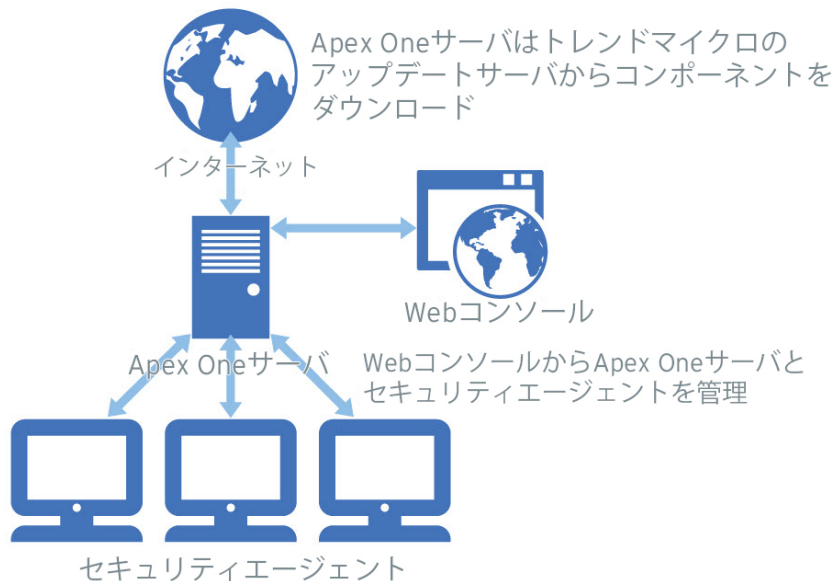 Apex Oneサーバはトレンドマイクロの
アップデートサーバからコンポーネントを
ダウンロード
インターネット
Webコンソール
Apex Oneサーバ
WebコンソールからApex Oneサーバと
セキュリティエージェントを管理
セキュリティエージェント